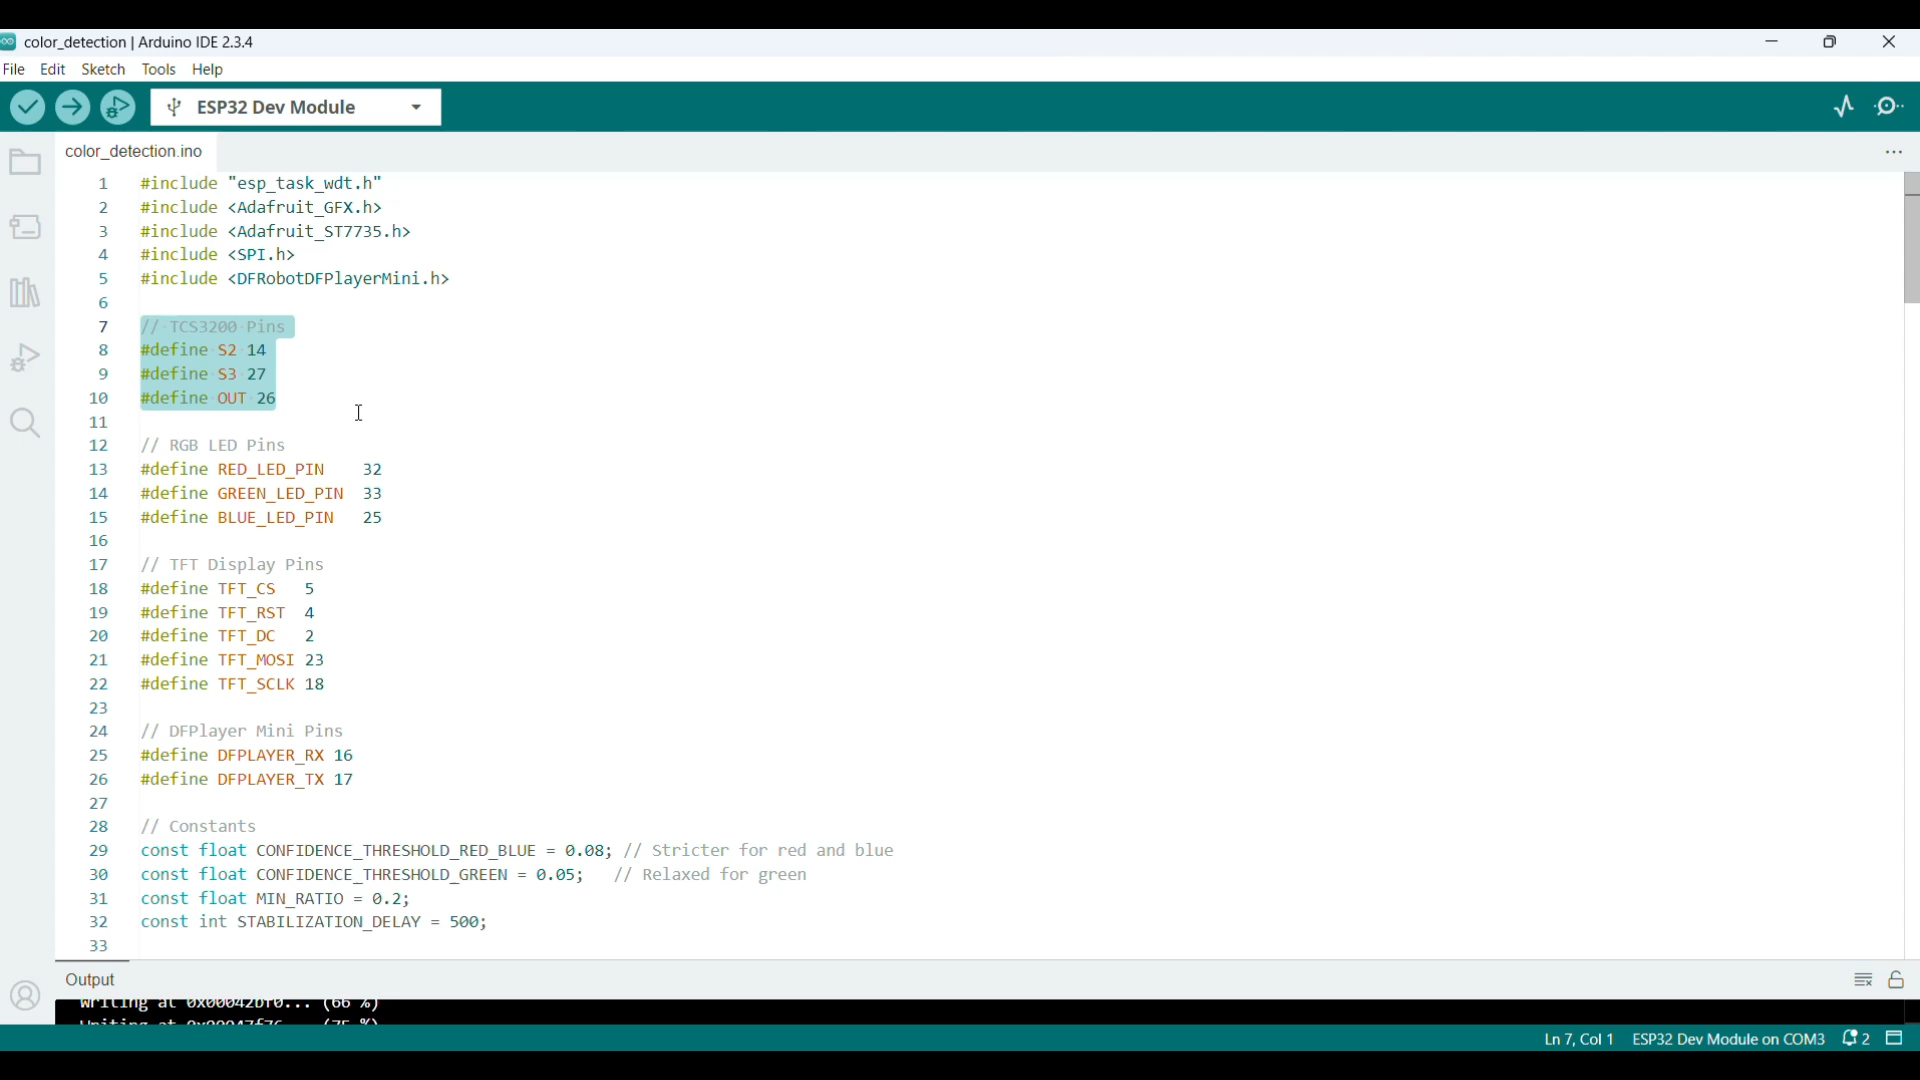 color_detection | Arduino IDE 2.3.4
File Edit Sketch Tools Help
ESP32 Dev Module
color_detection.ino
1 #include "esp_task_wdt.h"
2 #include <Adafruit_GFX.h>
3 #include <Adafruit_ST7735.h>
4 #include <SPI.h>
5 #include <DFRobotDFPlayerMini.h>
6
7 // TCS3200 Pins
8 #define S2 14
9 #define S3 27
10 #define OUT 26
11
12 // RGB LED Pins
13 #define RED_LED_PIN 32
14 #define GREEN_LED_PIN 33
15 #define BLUE_LED_PIN 25
16
17 // TFT Display Pins
18 #define TFT_CS 5
19 #define TFT_RST 4
20 #define TFT_DC 2
21 #define TFT_MOSI 23
22 #define TFT_SCLK 18
23
24 // DFPlayer Mini Pins
25 #define DFPLAYER_RX 16
26 #define DFPLAYER_TX 17
27
28 // Constants
29 const float CONFIDENCE_THRESHOLD_RED_BLUE = 0.08; // Stricter for red and blue
30 const float CONFIDENCE_THRESHOLD_GREEN = 0.05; // Relaxed for green
31 const float MIN_RATIO = 0.2;
32 const int STABILIZATION_DELAY = 500;
33
Output
Writing at 0x00042bf0... (66 %)
Ln 7, Col 1 ESP32 Dev Module on COM3 2